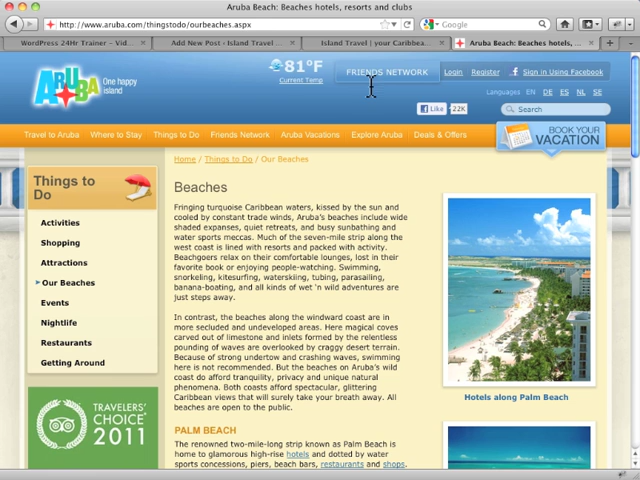 Aruba Beach: Beaches hotels, resorts and clubs
http://www.aruba.com/thingstodo/ourbeaches.aspx
Google
WordPress 24Hr Trainer – Vid...
Add New Post ‹ Island Travel ...
Island Travel | your Caribbea...
Aruba Beach: Beaches hotels, ...
ARUBA
One happy
island
81°F
Current Temp
FRIENDS NETWORK
Login
Register
f
Sign in Using Facebook
Languages EN DE ES NL SE
f Like
22K
Search
Travel to Aruba
Where to Stay
Things to Do
Friends Network
Aruba Vacations
Explore Aruba
Deals & Offers
BOOK YOUR
VACATION
Home / Things to Do / Our Beaches
Things to
Do
Activities
Shopping
Attractions
Our Beaches
Events
Nightlife
Restaurants
Getting Around
TRAVELERS'
CHOICE
2011
Beaches
Fringing turquoise Caribbean waters, kissed by the sun and
cooled by constant trade winds, Aruba's beaches include wide
shaded expanses, quiet retreats, and busy sunbathing and
water sports meccas. Much of the seven-mile strip along the
west coast is lined with resorts and packed with activity.
Beachgoers relax on their comfortable lounges, lost in their
favorite book or enjoying people-watching. Swimming,
snorkeling, kitesurfing, waterskiing, tubing, parasailing,
banana-boating, and all kinds of wet 'n wild adventures are
just steps away.
In contrast, the beaches along the windward coast are in
more secluded and undeveloped areas. Here magical coves
carved out of limestone and inlets formed by the relentless
pounding of waves are overlooked by craggy desert terrain.
Because of strong undertow and crashing waves, swimming
here is not recommended. But the beaches on Aruba's wild
coast do afford tranquility, privacy and unique natural
phenomena. Both coasts afford spectacular, glittering
Caribbean views that will surely take your breath away. All
beaches are open to the public.
PALM BEACH
The renowned two-mile-long strip known as Palm Beach is
home to glamorous high-rise hotels and dotted by water
sports concessions, piers, beach bars, restaurants and shops.
Hotels along Palm Beach